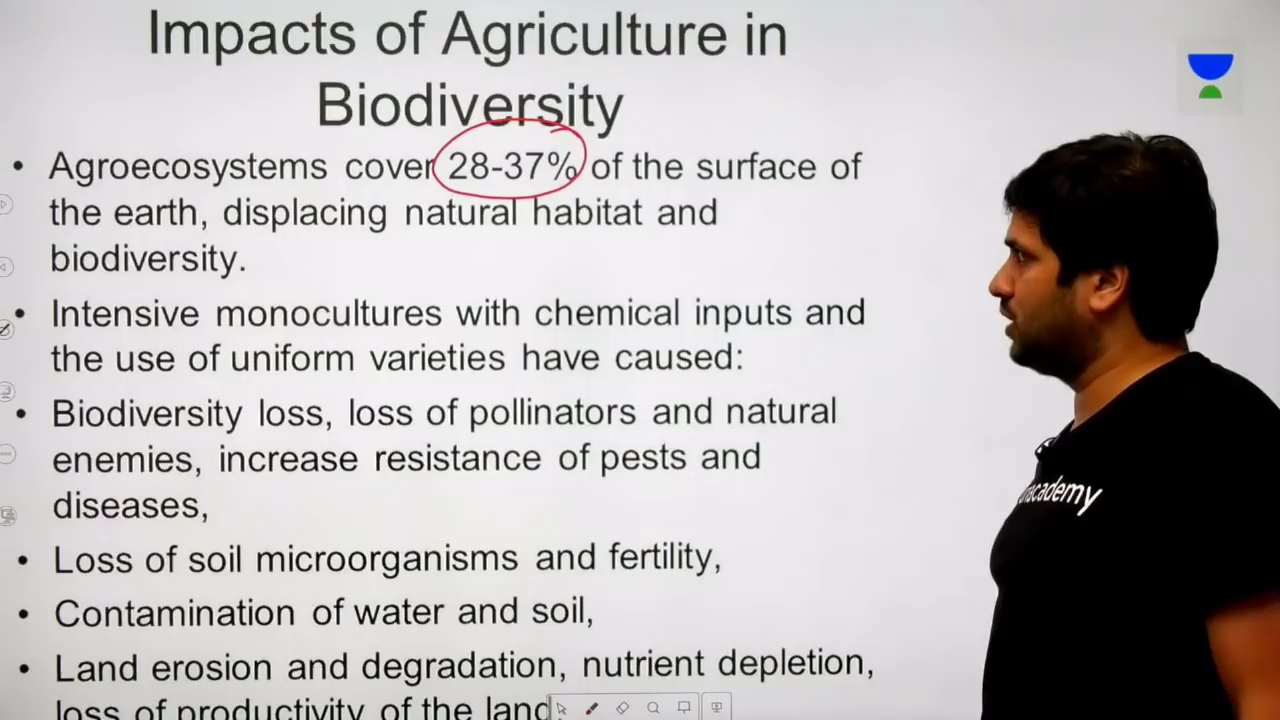 Impacts of Agriculture in
Biodiversity
• Agroecosystems cover 28-37% of the surface of
the earth, displacing natural habitat and
biodiversity.
• Intensive monocultures with chemical inputs and
the use of uniform varieties have caused:
• Biodiversity loss, loss of pollinators and natural
enemies, increase resistance of pests and
diseases,
• Loss of soil microorganisms and fertility,
• Contamination of water and soil,
• Land erosion and degradation, nutrient depletion,
loss of productivity of the land